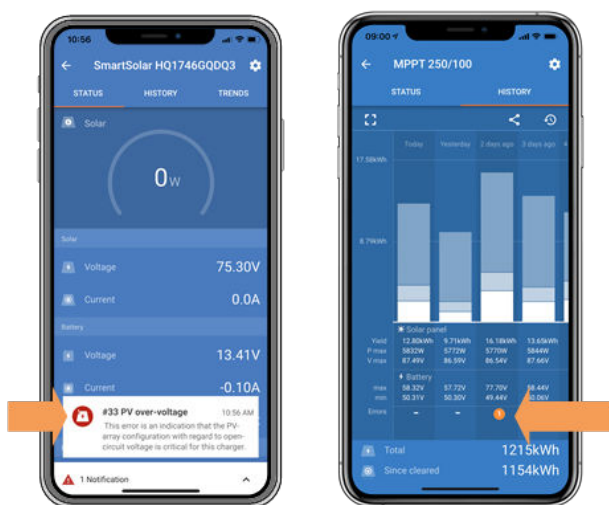 10:56
SmartSolar HQ1746GQDQ3
STATUS HISTORY TRENDS
Solar
0W
Solar
Voltage 75.30V
Current 0.0A
Battery
Voltage 13.41V
Current -0.10A
#33 PV over-voltage 10:56 AM
This error is an indication that the PV-
array configuration with regard to open-
circuit voltage is critical for this charger.
1 Notification
09:00
MPPT 250/100
STATUS HISTORY
Today Yesterday 2 days ago 3 days ago 4
17.58kWh
8.79kWh
Solar panel
Yield 12.80kWh 9.71kWh 16.18kWh 13.65kWh
P max 5832W 5772W 5770W 5844W
V max 87.49V 86.59V 86.54V 87.66V
Battery
max 58.32V 57.72V 77.70V 58.44V
min 50.31V 50.30V 49.44V
Errors - -
Total 1215kWh
Since cleared 1154kWh